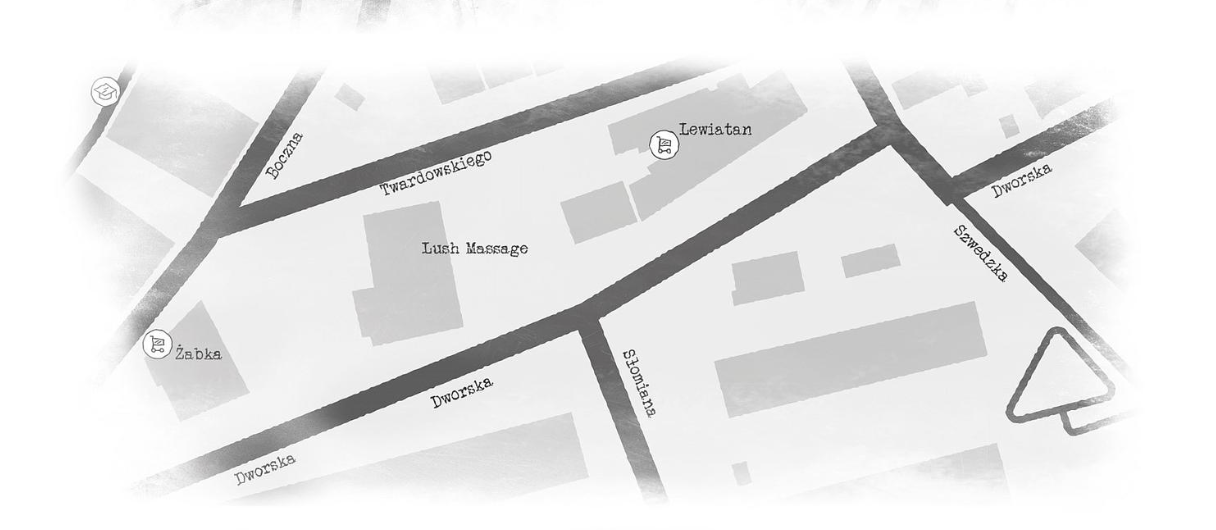 Lewiatan
Boczna
Twardowskiego
Dworska
Lush Massage
Szwedzka
Żabka
Słomiana
Dworska
Dworska